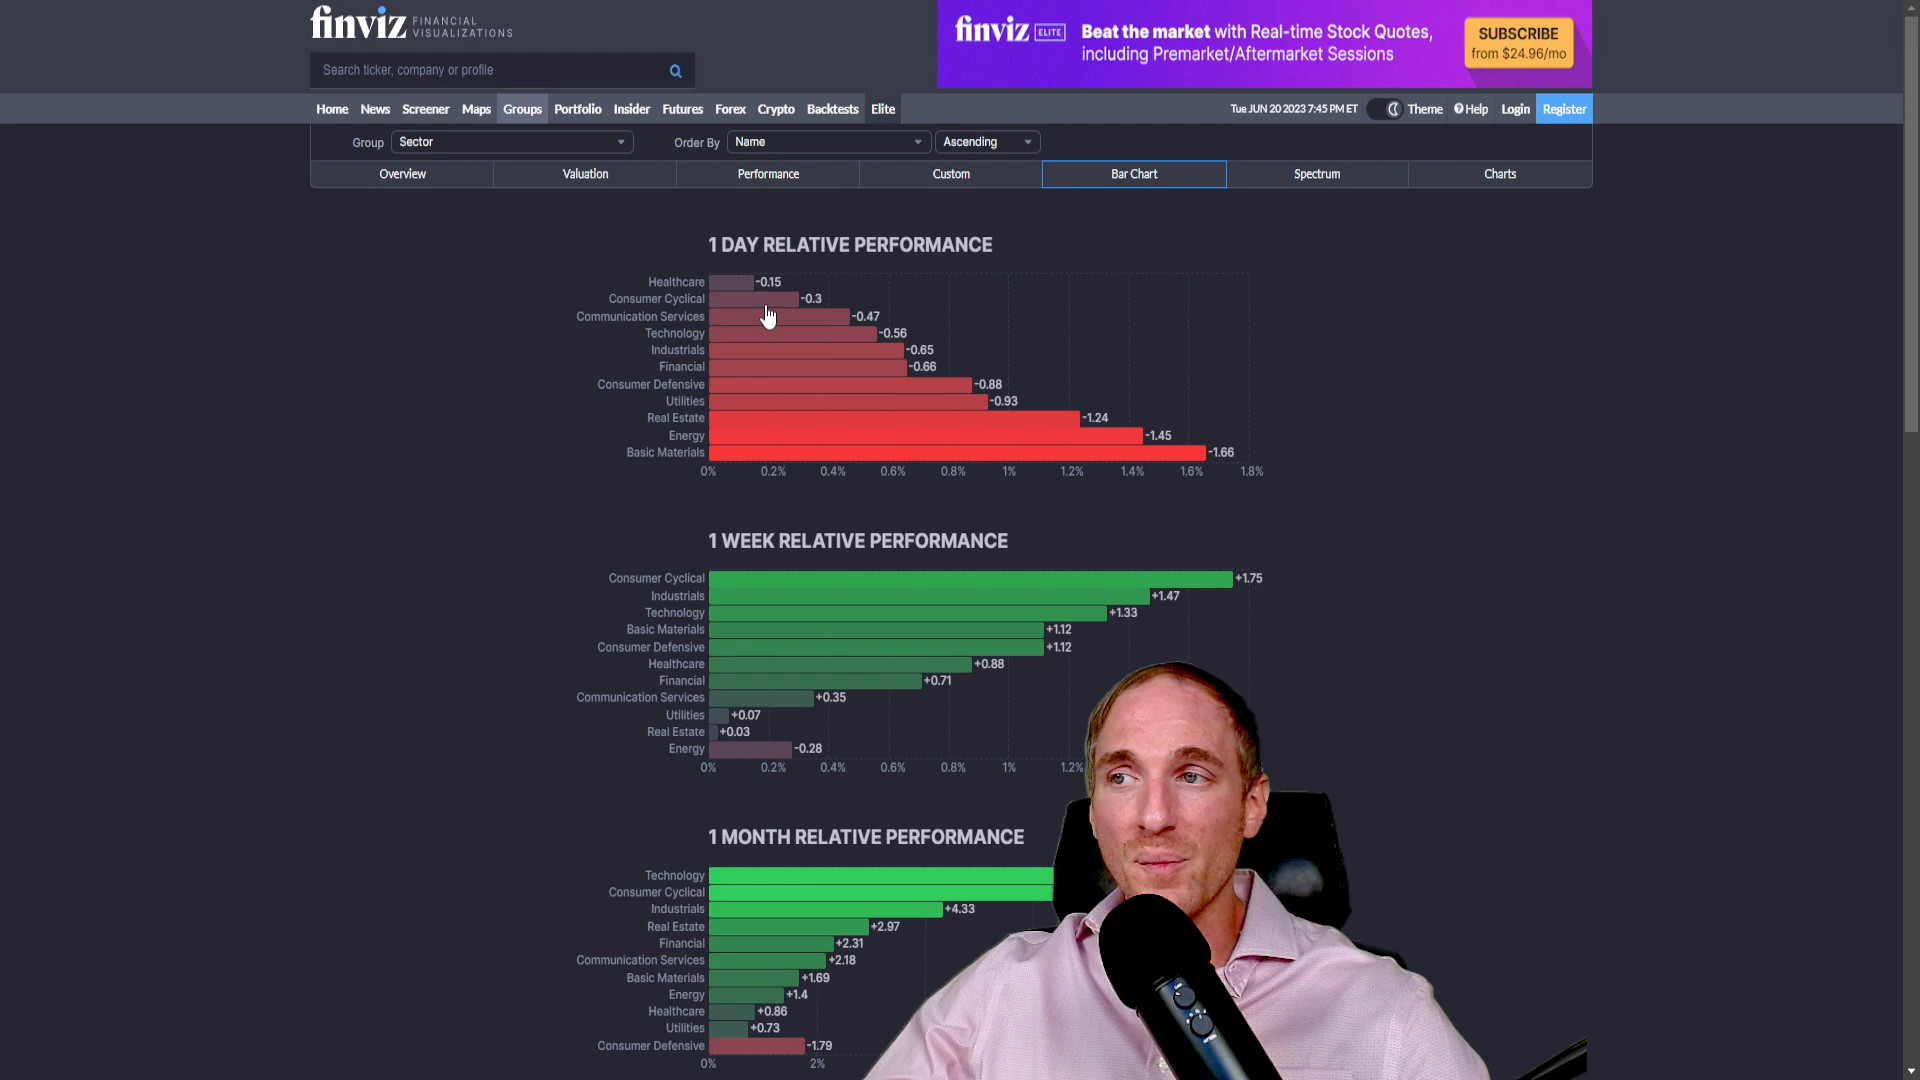 finviz FINANCIAL VISUALIZATIONS
finviz ELITE Beat the market with Real-time Stock Quotes, including Premarket/Aftermarket Sessions
SUBSCRIBE from $24.96/mo
Search ticker, company or profile
Home News Screener Maps Groups Portfolio Insider Futures Forex Crypto Backtests Elite Tue JUN 20 2023 7:45 PM ET Theme Help Login Register
Group Sector Order By Name Ascending
Overview Valuation Performance Custom Bar Chart Spectrum Charts
1 DAY RELATIVE PERFORMANCE
Healthcare -0.15
Consumer Cyclical -0.3
Communication Services -0.47
Technology -0.56
Industrials -0.65
Financial -0.66
Consumer Defensive -0.88
Utilities -0.93
Real Estate -1.24
Energy -1.45
Basic Materials -1.66
0% 0.2% 0.4% 0.6% 0.8% 1% 1.2% 1.4% 1.6% 1.8%
1 WEEK RELATIVE PERFORMANCE
Consumer Cyclical +1.75
Industrials +1.47
Technology +1.33
Basic Materials +1.12
Consumer Defensive +1.12
Healthcare +0.88
Financial +0.71
Communication Services +0.35
Utilities +0.07
Real Estate +0.03
Energy -0.28
0% 0.2% 0.4% 0.6% 0.8% 1% 1.2%
1 MONTH RELATIVE PERFORMANCE
Technology
Consumer Cyclical
Industrials +4.33
Real Estate +2.97
Financial +2.31
Communication Services +2.18
Basic Materials +1.69
Energy +1.4
Healthcare +0.86
Utilities +0.73
Consumer Defensive -1.79
0% 2%